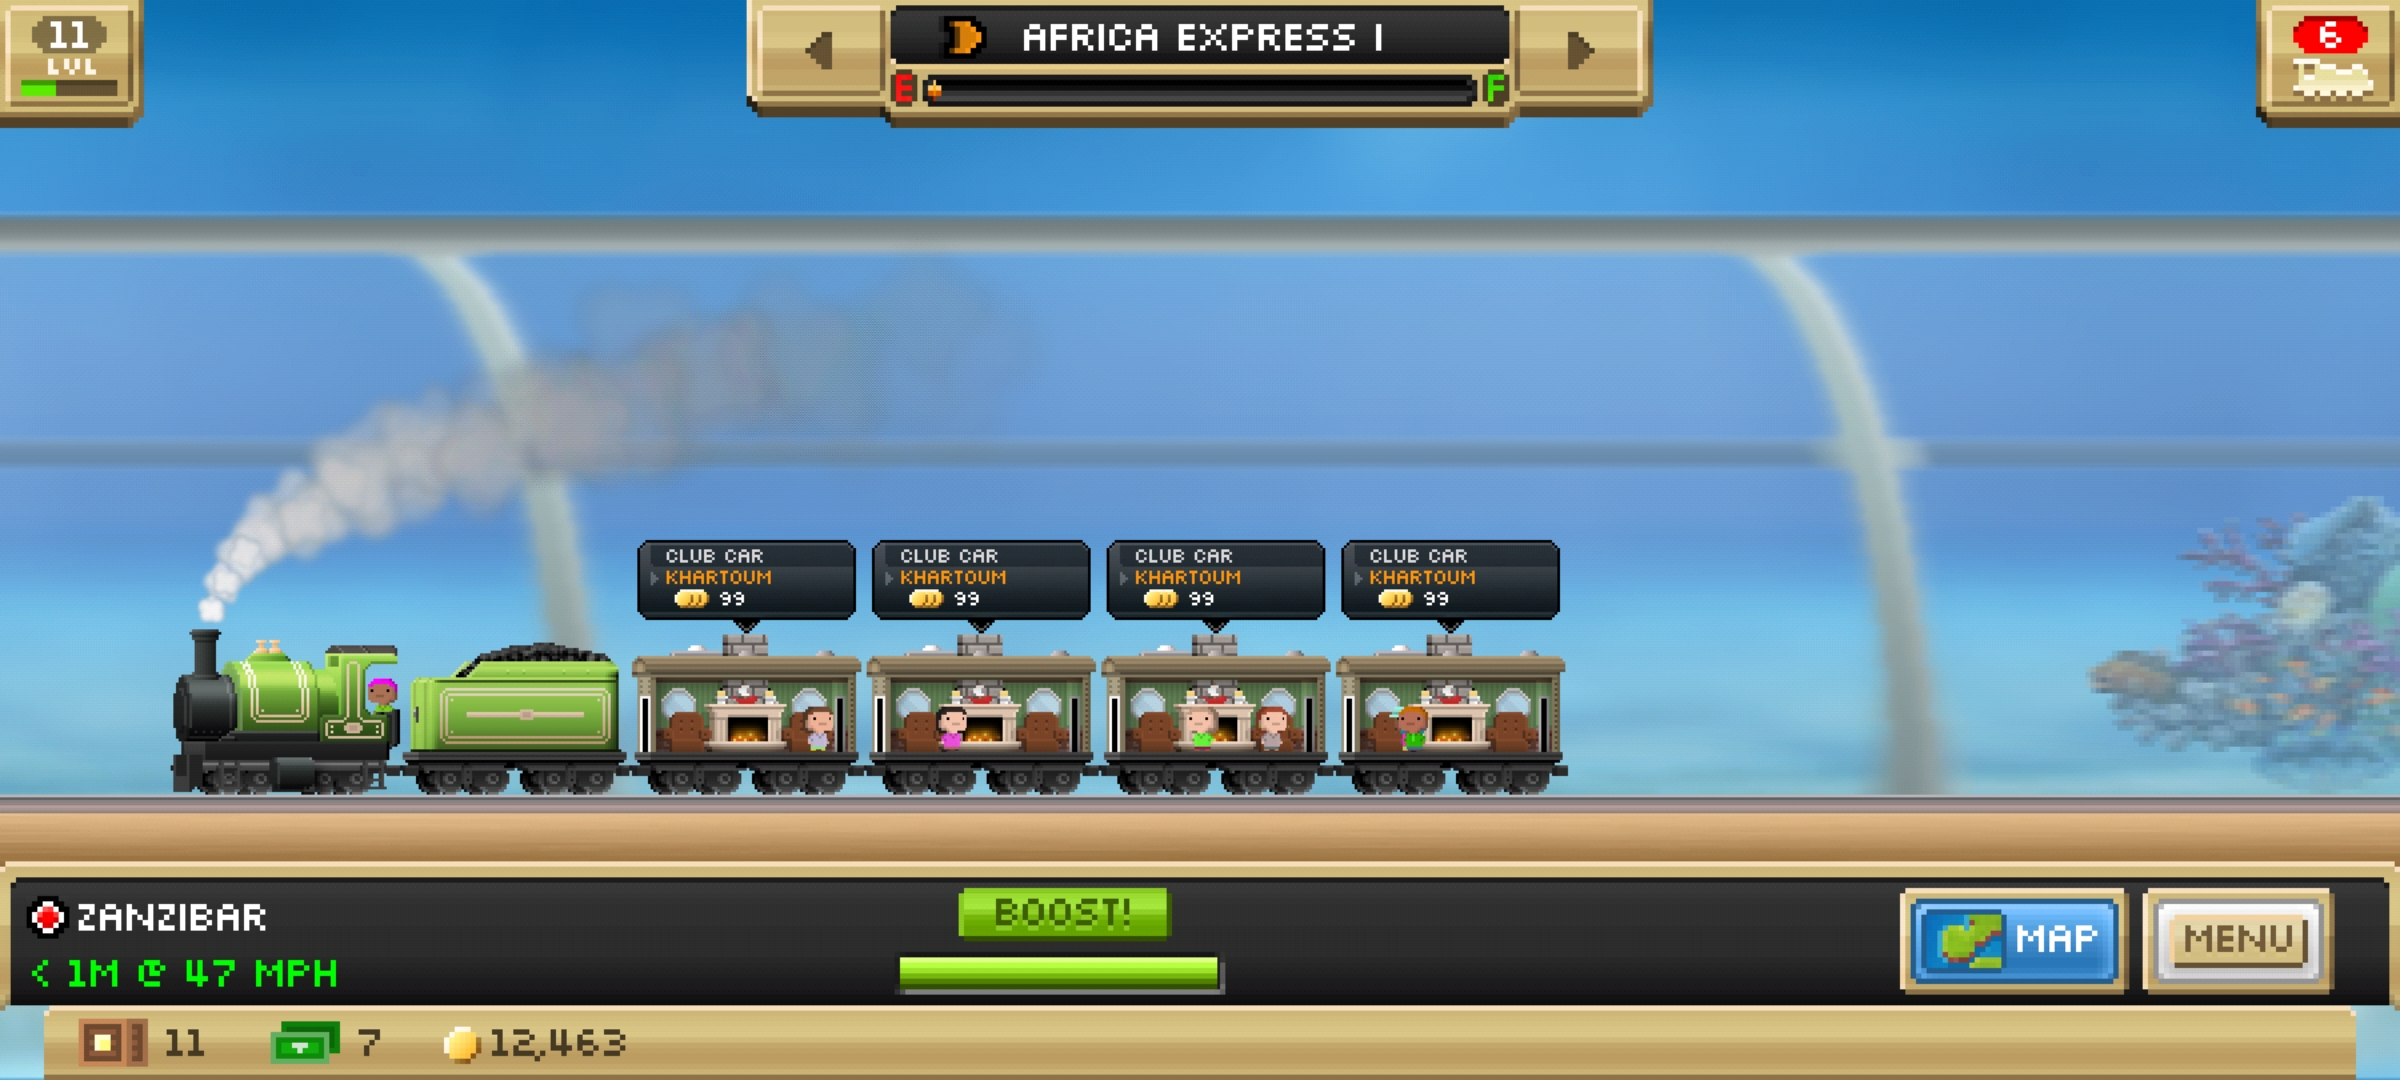 11
LVL
AFRICA EXPRESS I
E
F
6
CLUB CAR
KHARTOUM
99
CLUB CAR
KHARTOUM
99
CLUB CAR
KHARTOUM
99
CLUB CAR
KHARTOUM
99
ZANZIBAR
< 1M @ 47 MPH
BOOST!
MAP
MENU
11
7
12,463